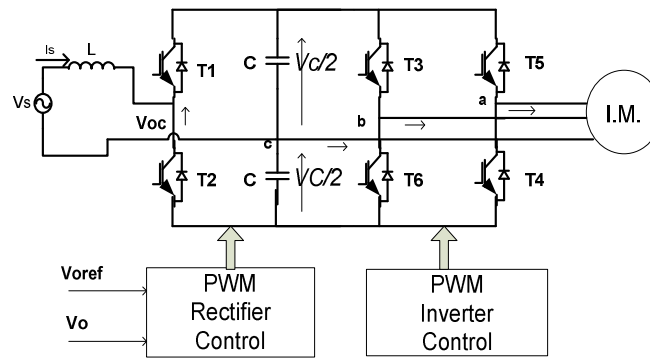 Is
L
T1
C
Vc/2
T3
T5
a
I.M.
Vs
Voc
b
c
T2
C
VC/2
T6
T4
Voref
Vo
PWM
Rectifier
Control
PWM
Inverter
Control